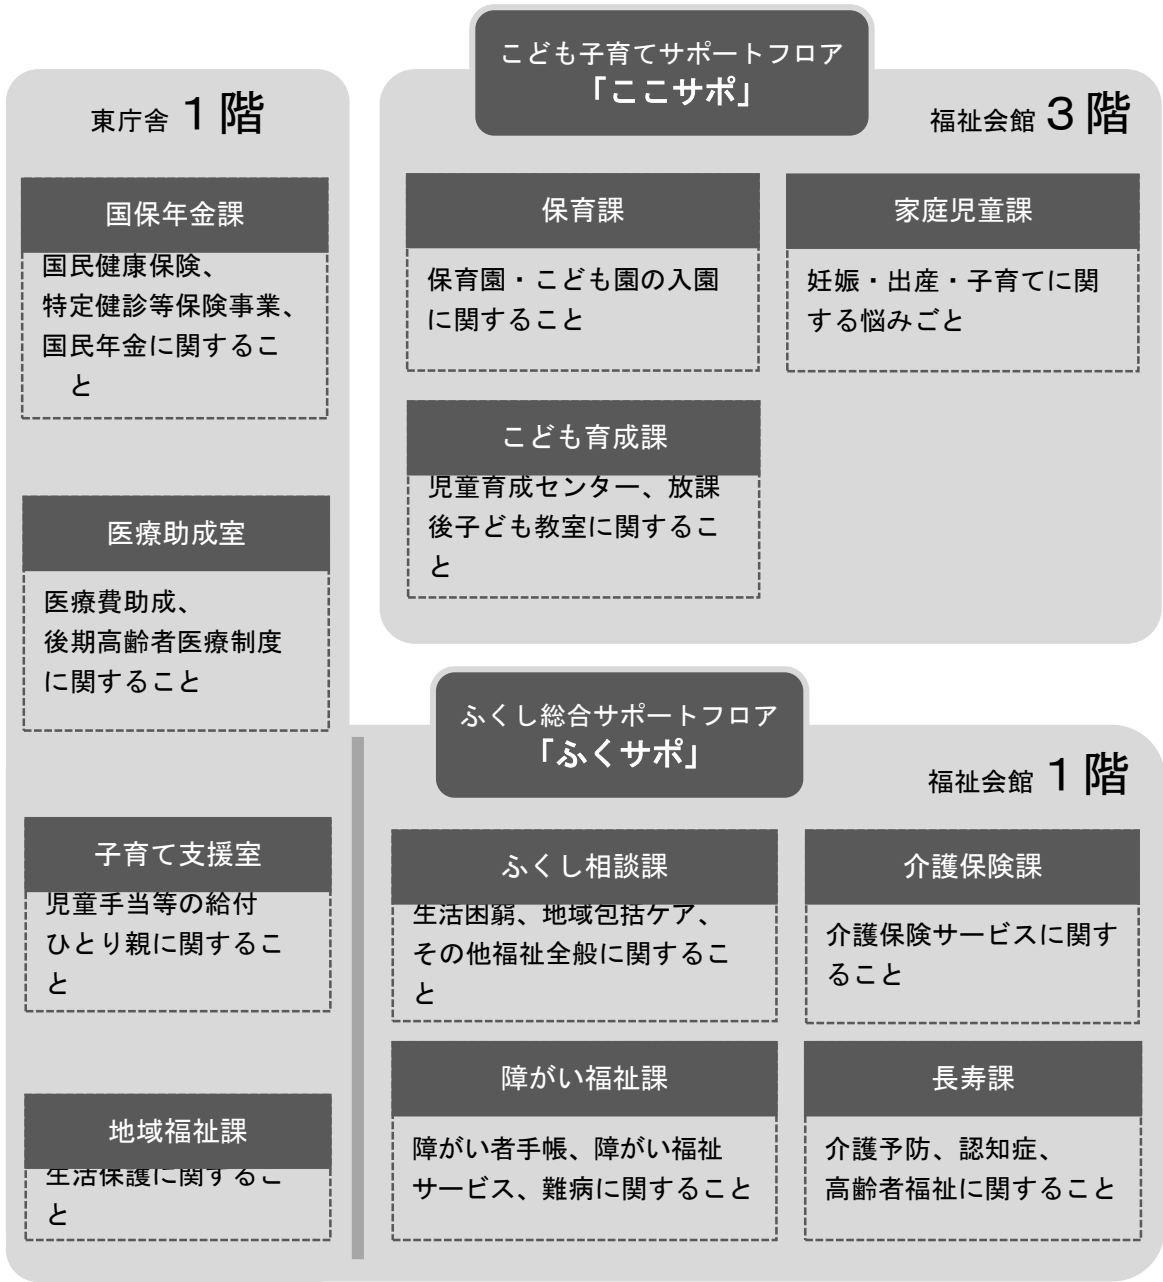 東庁舎 1階
国保年金課
国民健康保険、
特定健診等保険事業、
国民年金に関するこ
と
医療助成室
医療費助成、
後期高齢者医療制度
に関すること
子育て支援室
児童手当等の給付
ひとり親に関するこ
と
地域福祉課
生活保護に関するこ
と
こども子育てサポートフロア
「ここサポ」
福祉会館 3階
保育課
保育園・こども園の入園
に関すること
家庭児童課
妊娠・出産・子育てに関
する悩みごと
こども育成課
児童育成センター、放課
後子ども教室に関するこ
と
ふくし総合サポートフロア
「ふくサポ」
福祉会館 1階
ふくし相談課
生活困窮、地域包括ケア、
その他福祉全般に関するこ
と
介護保険課
介護保険サービスに関す
ること
障がい福祉課
障がい者手帳、障がい福祉
サービス、難病に関すること
長寿課
介護予防、認知症、
高齢者福祉に関すること